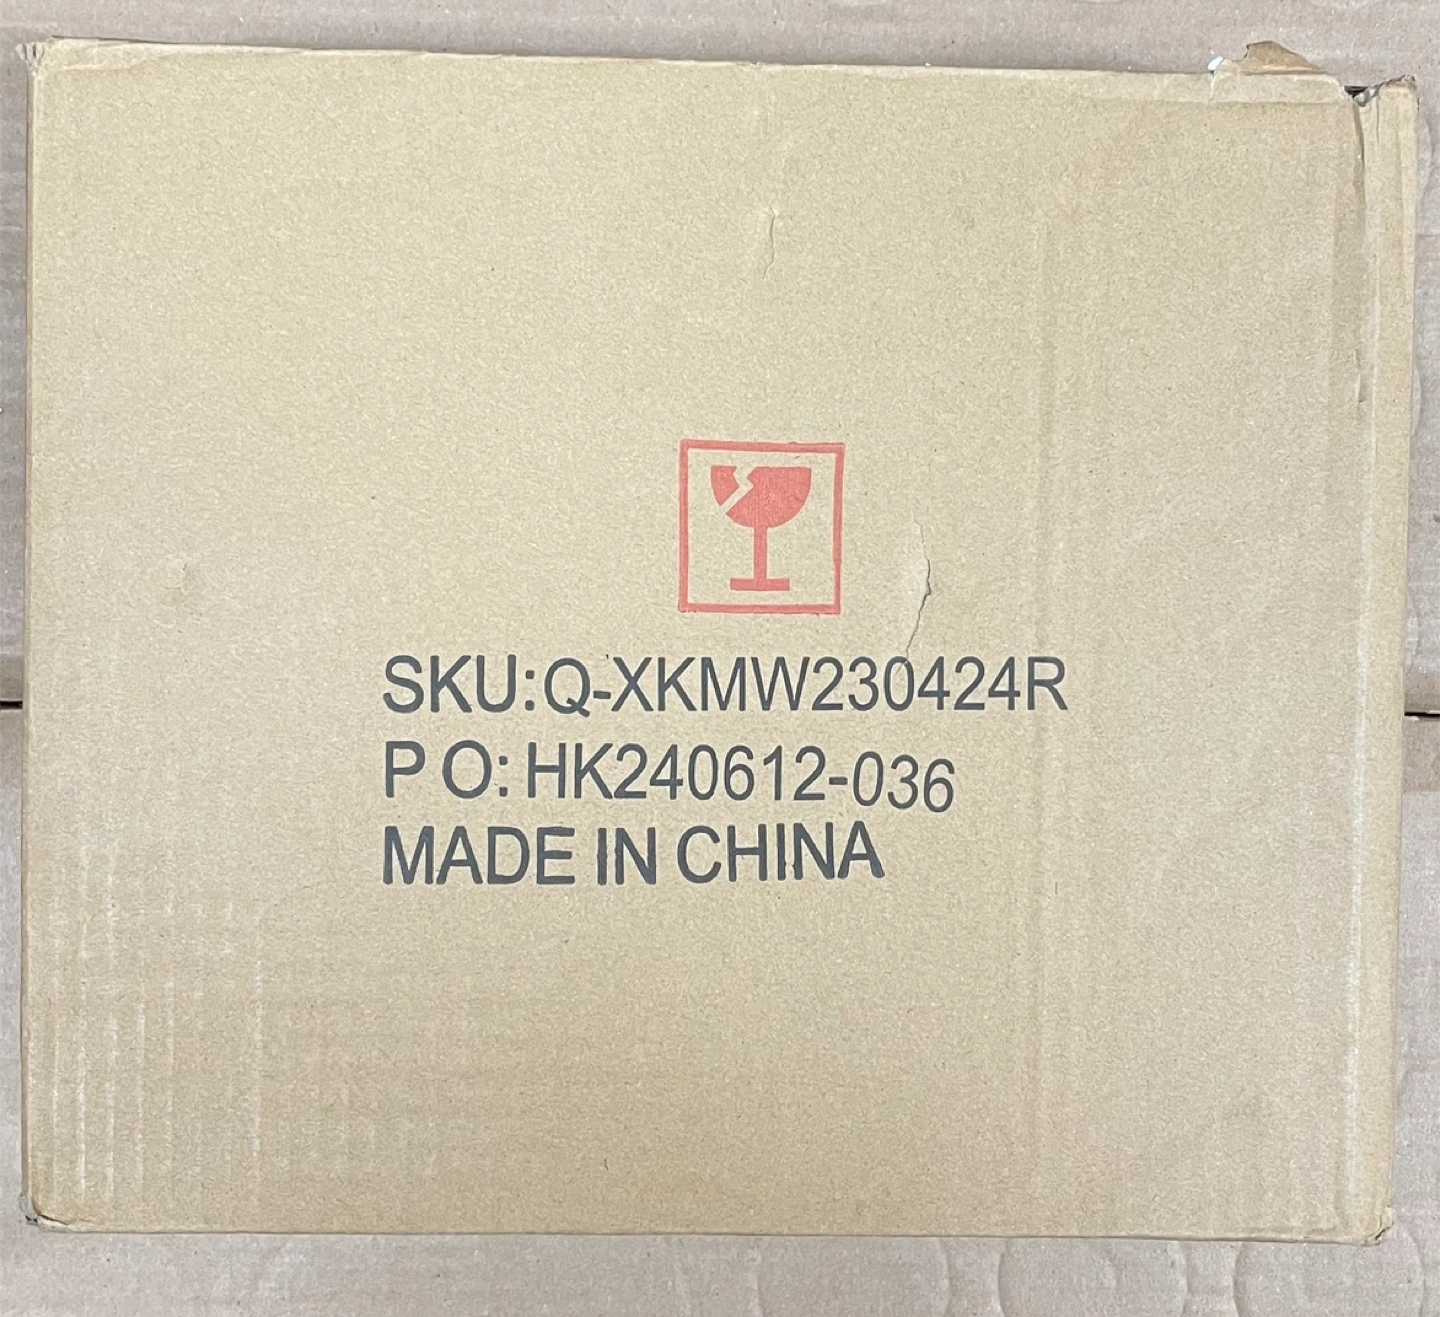 SKU:Q-XKMW230424R
P O: HK240612-036
MADE IN CHINA